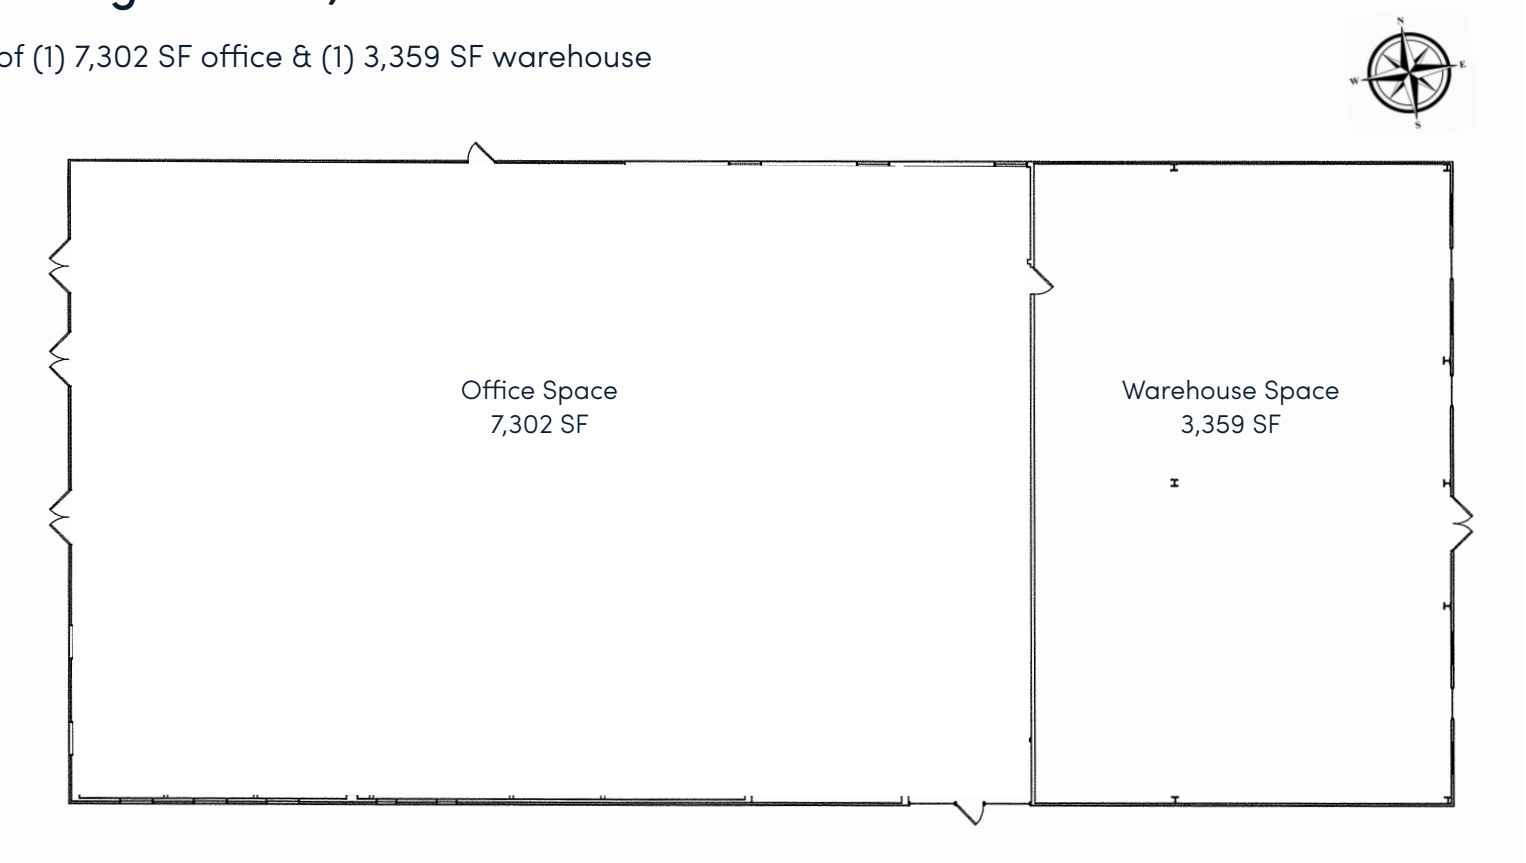 of (1) 7,302 SF office & (1) 3,359 SF warehouse
N
W
E
S
Office Space
7,302 SF
Warehouse Space
3,359 SF